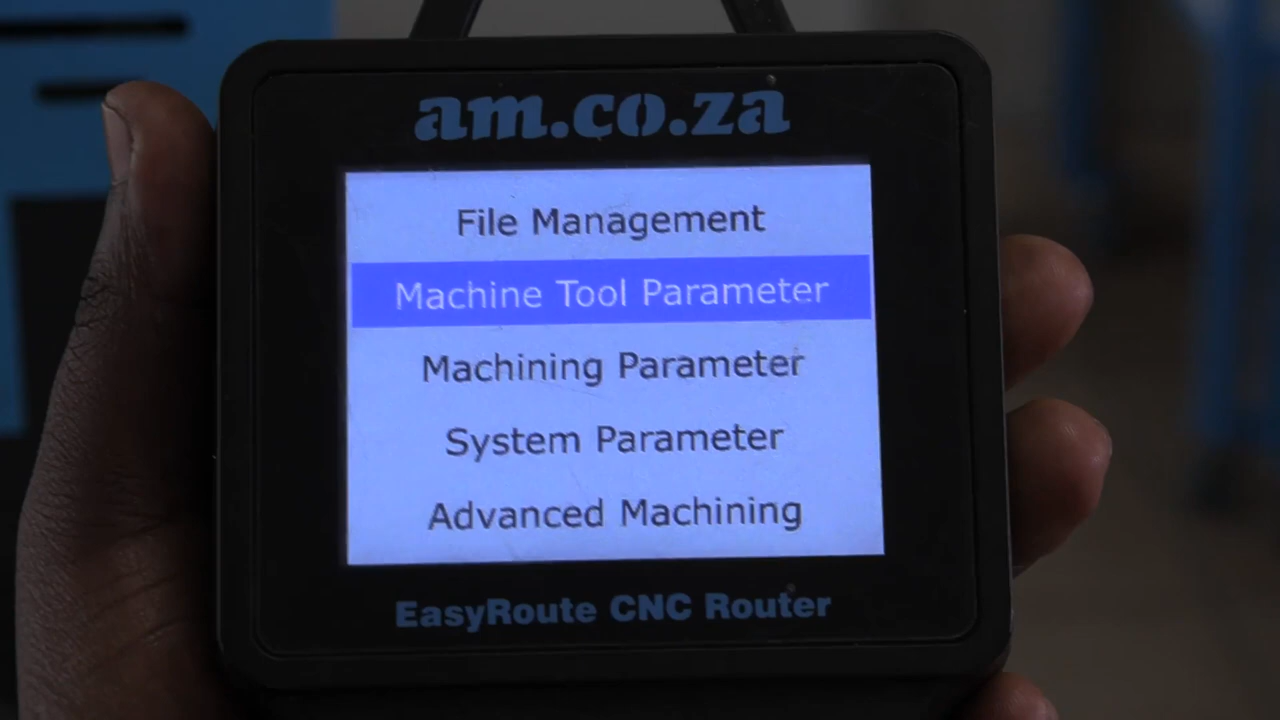 am.co.za
File Management
Machine Tool Parameter
Machining Parameter
System Parameter
Advanced Machining
EasyRoute CNC Router